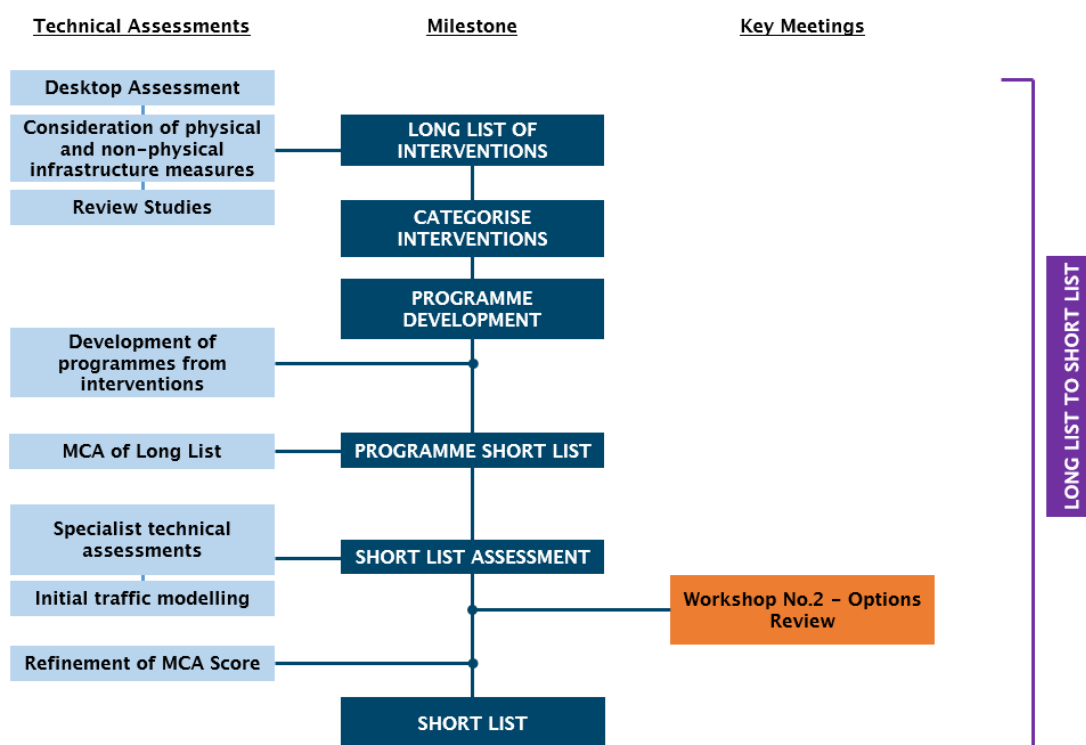 Technical Assessments
Milestone
Key Meetings
Desktop Assessment
Consideration of physical
and non-physical
infrastructure measures
Review Studies
LONG LIST OF
INTERVENTIONS
CATEGORISE
INTERVENTIONS
PROGRAMME
DEVELOPMENT
Development of
programmes from
interventions
MCA of Long List
PROGRAMME SHORT LIST
Specialist technical
assessments
SHORT LIST ASSESSMENT
Initial traffic modelling
Workshop No.2 - Options
Review
Refinement of MCA Score
SHORT LIST
LONG LIST TO SHORT LIST